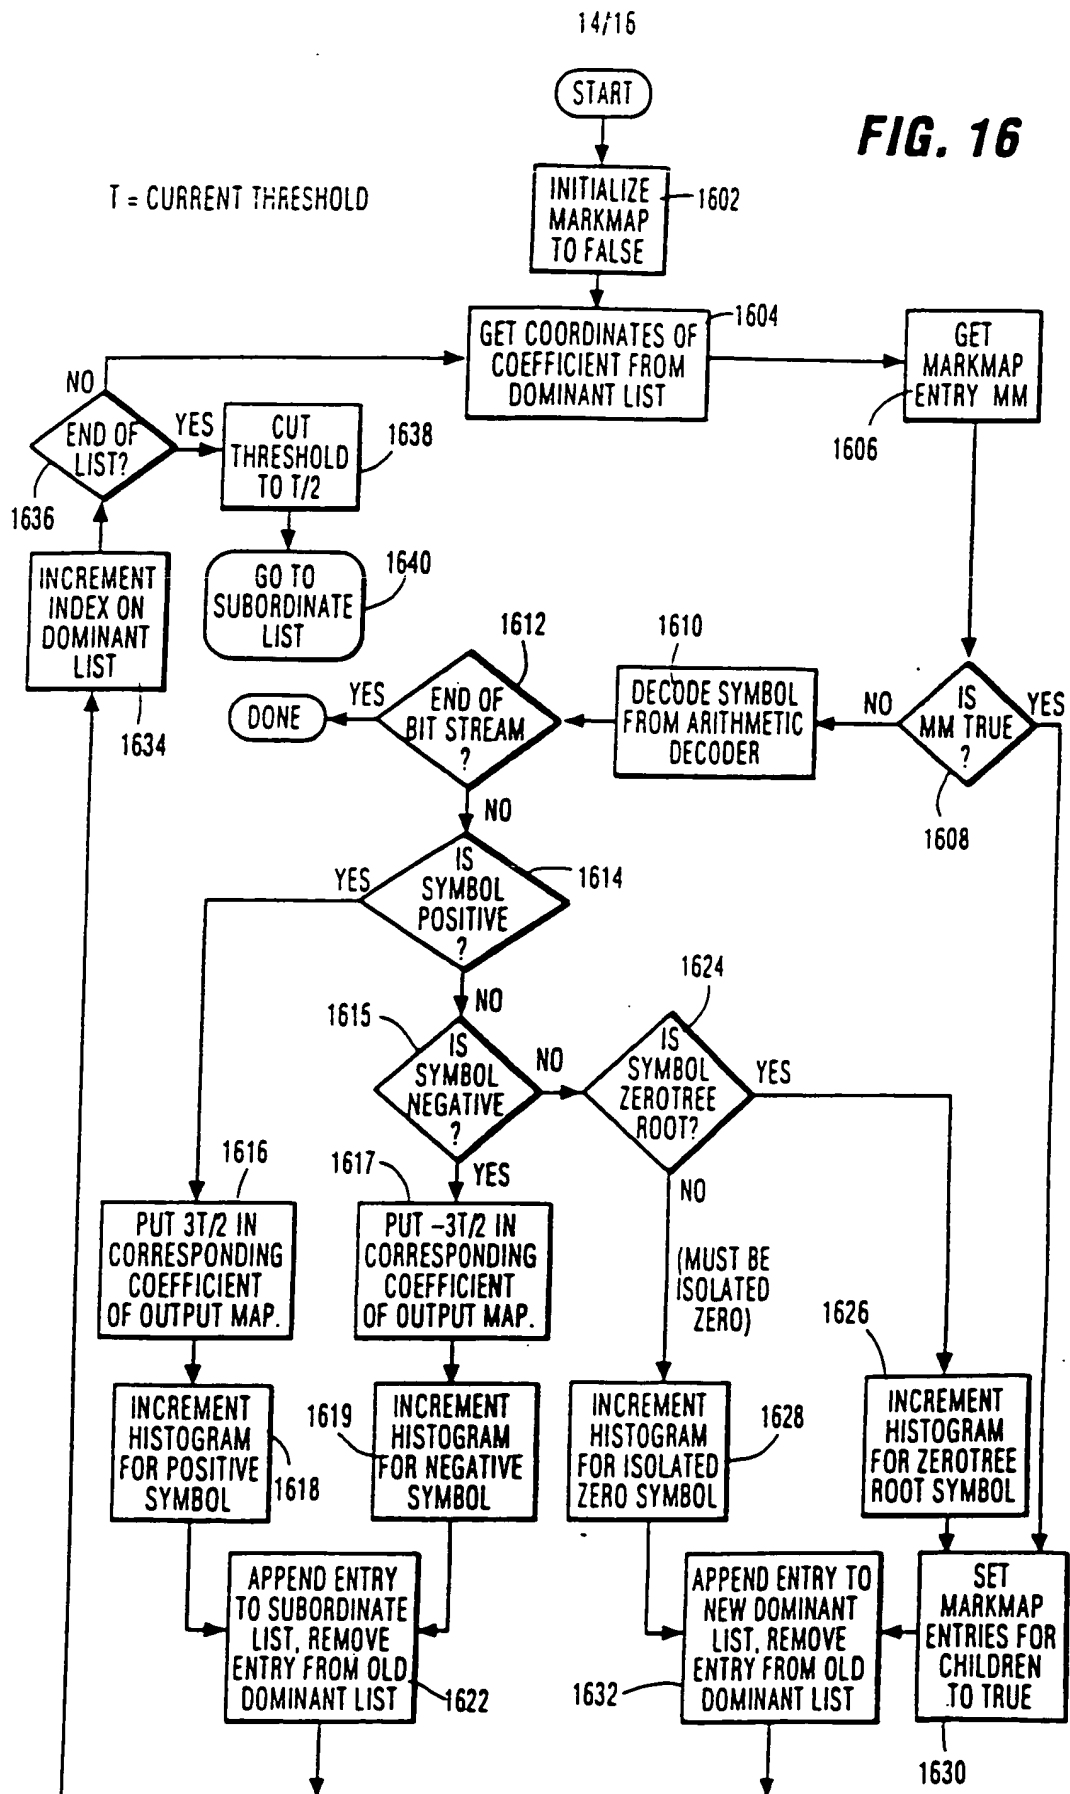 14/16
START
FIG. 16
T = CURRENT THRESHOLD
INITIALIZE
MARKMAP
TO FALSE
1602
GET COORDINATES OF
COEFFICIENT FROM
DOMINANT LIST
1604
GET
MARKMAP
ENTRY MM
1606
NO
END OF
LIST?
YES
1636
CUT
THRESHOLD
TO T/2
1638
GO TO
SUBORDINATE
LIST
1640
INCREMENT
INDEX ON
DOMINANT
LIST
1634
DONE
YES
END OF
BIT STREAM
?
1612
NO
DECODE SYMBOL
FROM ARITHMETIC
DECODER
1610
NO
IS
MM TRUE
?
YES
1608
YES
IS
SYMBOL
POSITIVE
?
1614
NO
1615
IS
SYMBOL
NEGATIVE
?
NO
YES
1624
IS
SYMBOL
ZEROTREE
ROOT?
YES
NO
(MUST BE
ISOLATED
ZERO)
1616
PUT 3T/2 IN
CORRESPONDING
COEFFICIENT
OF OUTPUT MAP.
1617
PUT -3T/2 IN
CORRESPONDING
COEFFICIENT
OF OUTPUT MAP.
INCREMENT
HISTOGRAM
FOR POSITIVE
SYMBOL
1618
1619
INCREMENT
HISTOGRAM
FOR NEGATIVE
SYMBOL
INCREMENT
HISTOGRAM
FOR ISOLATED
ZERO SYMBOL
1628
1626
INCREMENT
HISTOGRAM
FOR ZEROTREE
ROOT SYMBOL
APPEND ENTRY
TO SUBORDINATE
LIST, REMOVE
ENTRY FROM OLD
DOMINANT LIST
1622
APPEND ENTRY TO
NEW DOMINANT
LIST, REMOVE
ENTRY FROM OLD
DOMINANT LIST
1632
SET
MARKMAP
ENTRIES FOR
CHILDREN
TO TRUE
1630